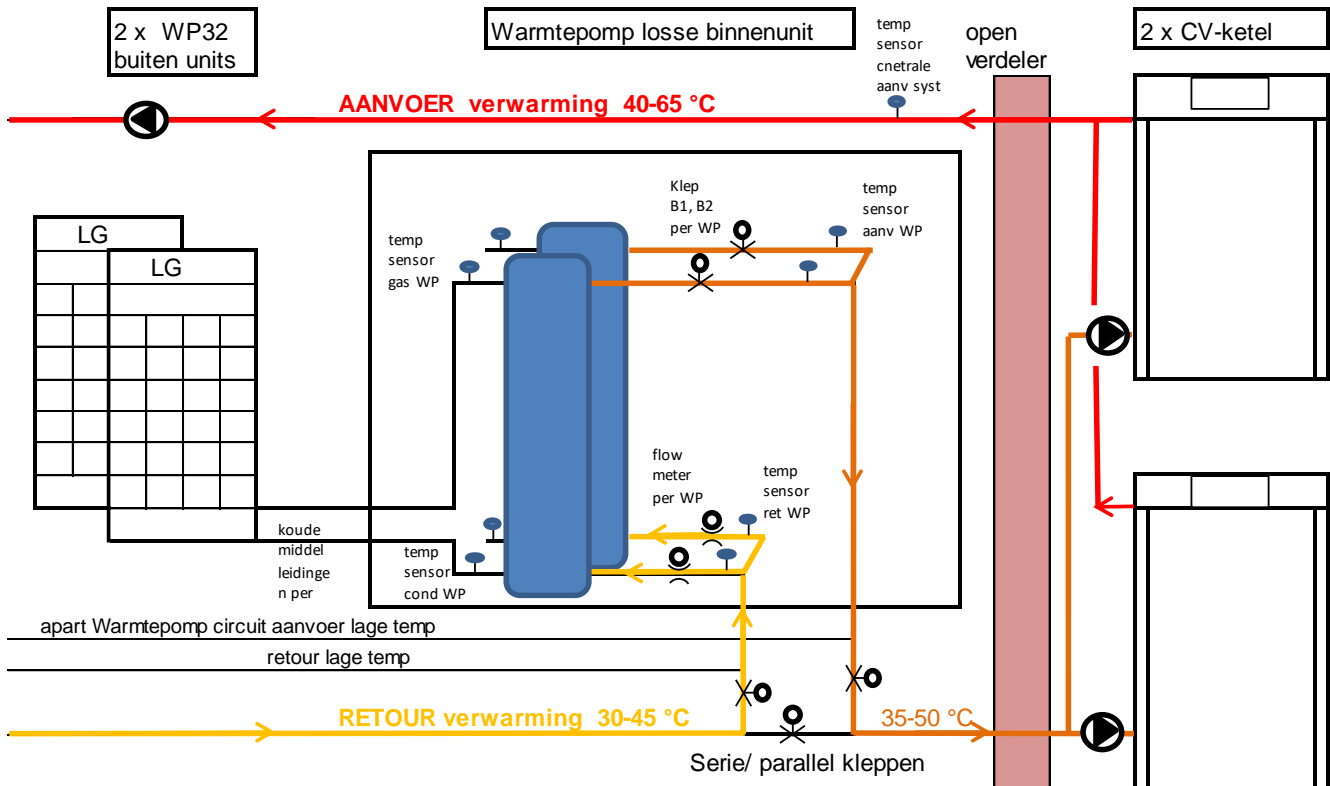 2 x WP32
buiten units
Warmtepomp losse binnenunit
temp
sensor
cnetrale
aanv syst
open
verdeler
2 x CV-ketel
AANVOER verwarming 40-65 °C
LG
LG
temp
sensor
gas WP
Klep
B1, B2
per WP
temp
sensor
aanv WP
flow
meter
per WP
temp
sensor
ret WP
koude
middel
leidinge
n per
temp
sensor
cond WP
apart Warmtepomp circuit aanvoer lage temp
retour lage temp
RETOUR verwarming 30-45 °C
35-50 °C
Serie/ parallel kleppen